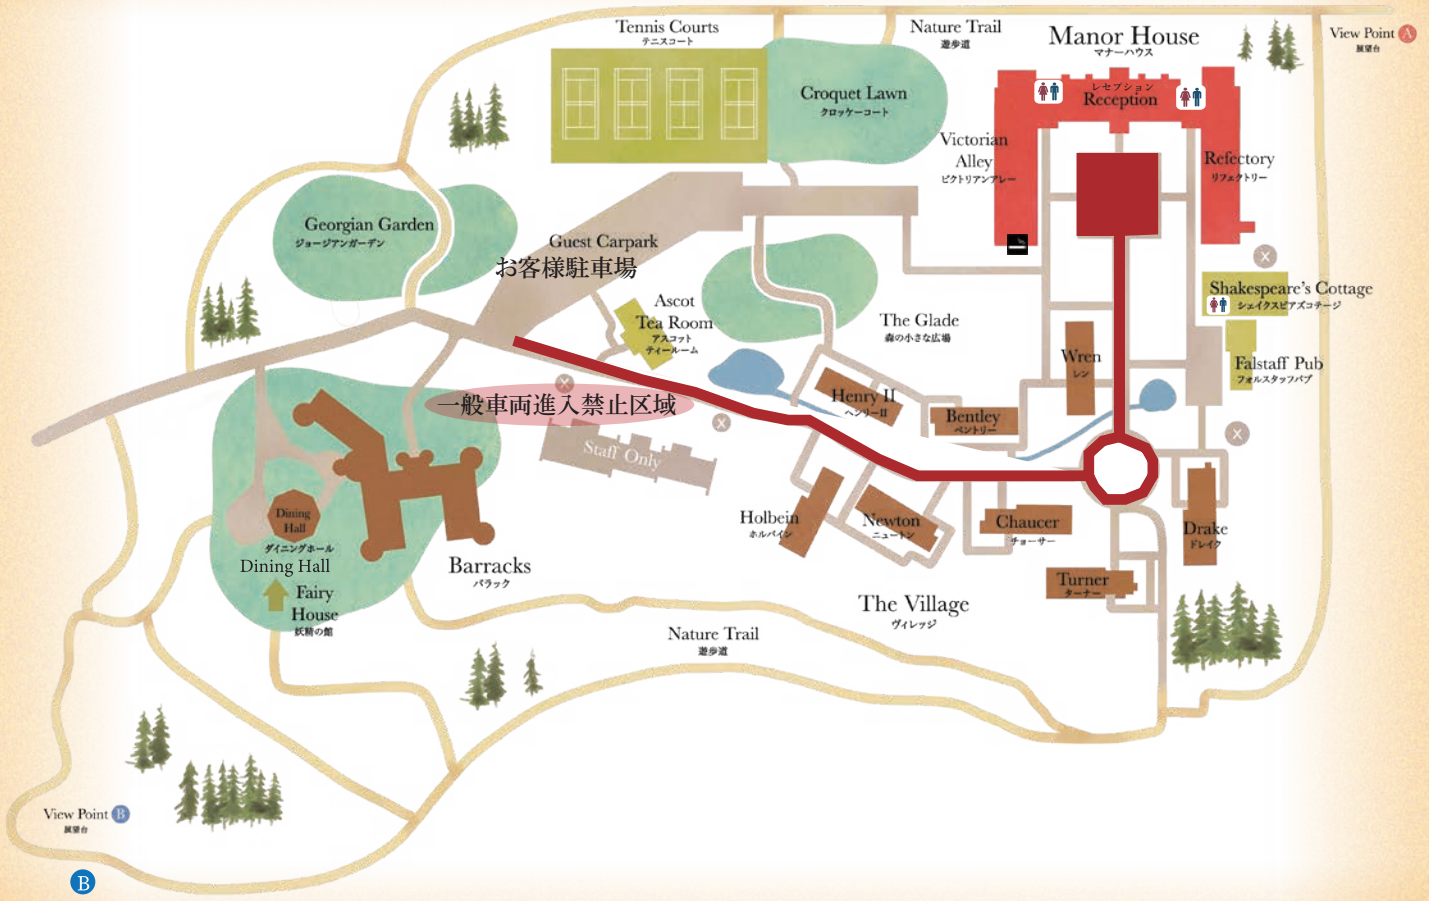 Tennis Courts
テニスコート
Nature Trail
遊歩道
Manor House
マナーハウス
View Point A
展望台
レセプション
Reception
Croquet Lawn
クロッケーコート
Victorian
Alley
ビクトリアンアレー
Refectory
リフェクトリー
Georgian Garden
ジョージアンガーデン
Guest Carpark
お客様駐車場
X
Shakespeare's Cottage
シェイクスピアズコテージ
Ascot
Tea Room
アスコット
ティールーム
The Glade
森の小さな広場
Wren
レン
Falstaff Pub
フォルスタッフパブ
X
一般車両進入禁止区域
Henry II
ヘンリーII
Bentley
ベントリー
X
X
Staff Only
Dining
Hall
ダイニングホール
Dining Hall
Holbein
ホルバイン
Newton
ニュートン
Chaucer
チョーサー
Drake
ドレイク
Barracks
バラック
Turner
ターナー
Fairy
House
妖精の館
The Village
ヴィレッジ
Nature Trail
遊歩道
View Point B
展望台
B